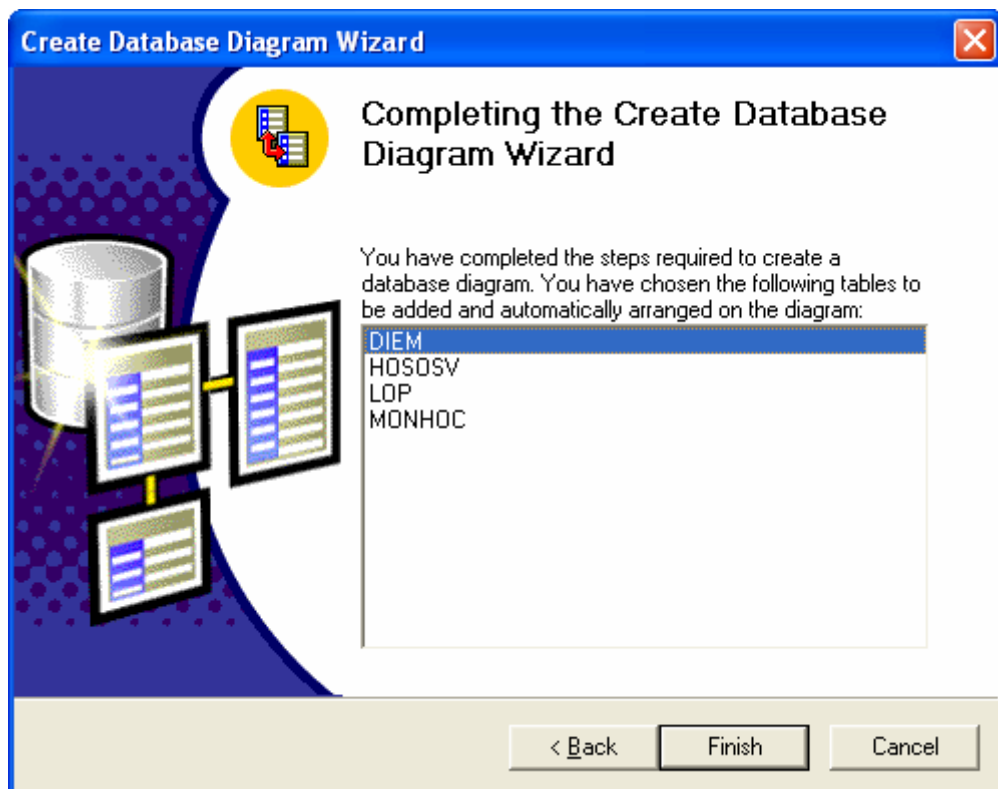 Create Database Diagram Wizard
Completing the Create Database
Diagram Wizard
You have completed the steps required to create a
database diagram. You have chosen the following tables to
be added and automatically arranged on the diagram:
DIEM
HOSOSV
LOP
MONHOC
< Back
Finish
Cancel